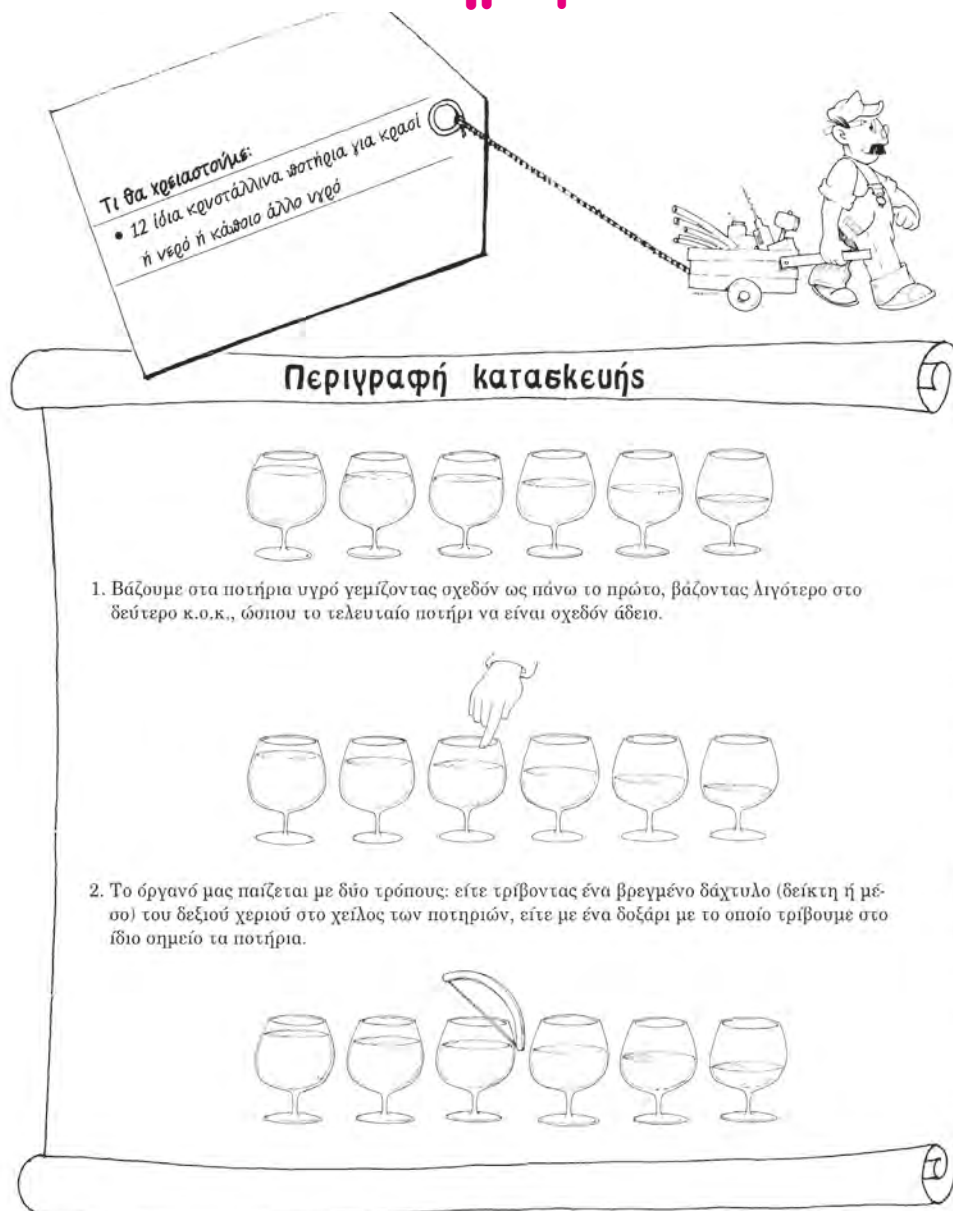 Τι θα χρειαστούμε:
• 12 ίδια κρυστάλλινα ποτήρια για κρασί
ή νερό ή κάποιο άλλο υγρό
Περιγραφή κατασκευής
1. Βάζουμε στα ποτήρια υγρό γεμίζοντας σχεδόν ως πάνω το πρώτο, βάζοντας λιγότερο στο
δεύτερο κ.ο.κ., ώσπου το τελευταίο ποτήρι να είναι σχεδόν άδειο.
2. Το όργανό μας παίζεται με δύο τρόπους: είτε τρίβοντας ένα βρεγμένο δάχτυλο (δείκτη ή μέ-
σο) του δεξιού χεριού στο χείλος των ποτηριών, είτε με ένα δοξάρι με το οποίο τρίβουμε στο
ίδιο σημείο τα ποτήρια.